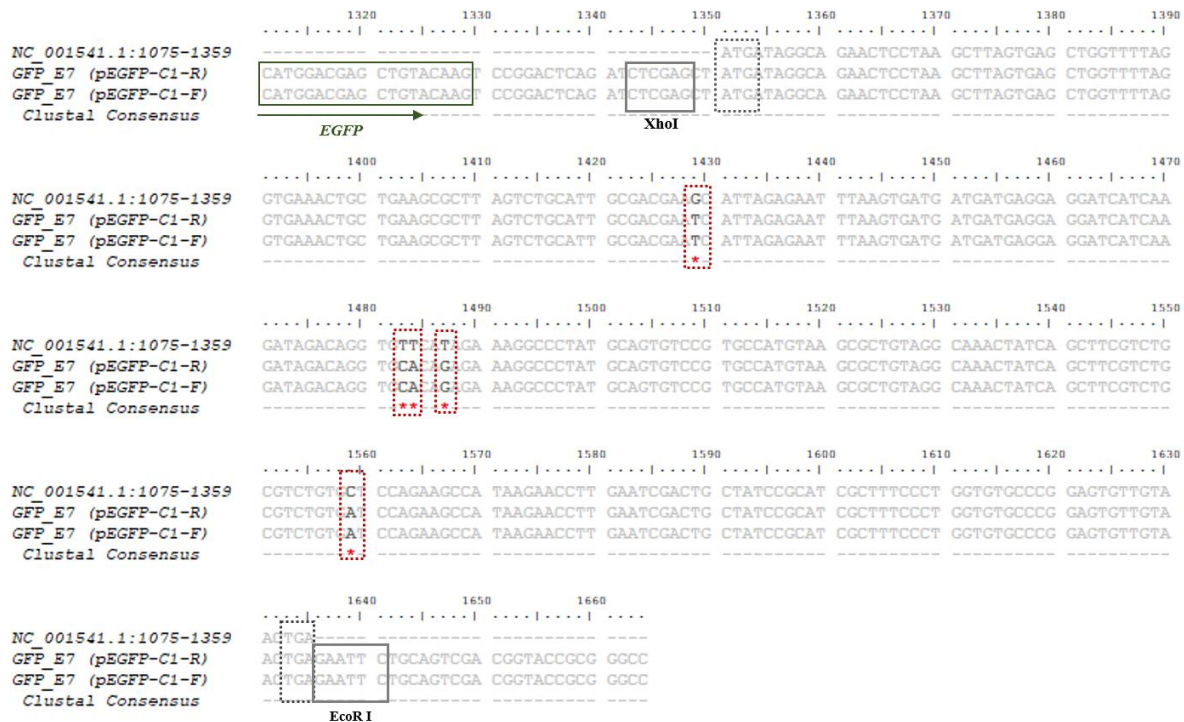 1320 1330 1340 1350 1360 1370 1380 1390
....|....| ....|....| ....|....| ....|....| ....|....| ....|....| ....|....| ....|....|
NC_001541.1:1075-1359 ---------- ---------- ---------- ---------- ATGATAGGCA GAACTCCTAA GCTTAGTGAG CTGGTTTTAG
GFP_E7 (pEGFP-C1-R) CATGGACGAG CTGTACAAGT CCGGACTCAG ATCTCGAGCT ATGATAGGCA GAACTCCTAA GCTTAGTGAG CTGGTTTTAG
GFP_E7 (pEGFP-C1-F) CATGGACGAG CTGTACAAGT CCGGACTCAG ATCTCGAGCT ATGATAGGCA GAACTCCTAA GCTTAGTGAG CTGGTTTTAG
Clustal Consensus ---------- ---------- ---------- ---------- ---------- ---------- ---------- ----------
EGFP XhoI
1400 1410 1420 1430 1440 1450 1460 1470
....|....| ....|....| ....|....| ....|....| ....|....| ....|....| ....|....| ....|....|
NC_001541.1:1075-1359 GTGAAACTGC TGAAGCGCTT AGTCTGCATT GCGACGAAGC ATTAGAGAAT TTAAGTGATG ATGATGAGGA GGATCATCAA
GFP_E7 (pEGFP-C1-R) GTGAAACTGC TGAAGCGCTT AGTCTGCATT GCGACGAATC ATTAGAGAAT TTAAGTGATG ATGATGAGGA GGATCATCAA
GFP_E7 (pEGFP-C1-F) GTGAAACTGC TGAAGCGCTT AGTCTGCATT GCGACGAATC ATTAGAGAAT TTAAGTGATG ATGATGAGGA GGATCATCAA
Clustal Consensus ---------- ---------- ---------- --------*- ---------- ---------- ---------- ----------
1480 1490 1500 1510 1520 1530 1540 1550
....|....| ....|....| ....|....| ....|....| ....|....| ....|....| ....|....| ....|....|
NC_001541.1:1075-1359 GATAGACAGG TGTTCATAGA AAGGCCCTAT GCAGTGTCCG TGCCATGTAA GCGCTGTAGG CAAACTATCA GCTTCGTCTG
GFP_E7 (pEGFP-C1-R) GATAGACAGG TGCACAGAGA AAGGCCCTAT GCAGTGTCCG TGCCATGTAA GCGCTGTAGG CAAACTATCA GCTTCGTCTG
GFP_E7 (pEGFP-C1-F) GATAGACAGG TGCACAGAGA AAGGCCCTAT GCAGTGTCCG TGCCATGTAA GCGCTGTAGG CAAACTATCA GCTTCGTCTG
Clustal Consensus ---------- --**--*--- ---------- ---------- ---------- ---------- ---------- ----------
1560 1570 1580 1590 1600 1610 1620 1630
....|....| ....|....| ....|....| ....|....| ....|....| ....|....| ....|....| ....|....|
NC_001541.1:1075-1359 CGTCTGTGCT CCAGAAGCCA TAAGAACCTT GAATCGACTG CTATCGGCAT CGCTTTCCCT GGTGTGCCCG GAGTGTTGTA
GFP_E7 (pEGFP-C1-R) CGTCTGTGAT CCAGAAGCCA TAAGAACCTT GAATCGACTG CTATCGGCAT CGCTTTCCCT GGTGTGCCCG GAGTGTTGTA
GFP_E7 (pEGFP-C1-F) CGTCTGTGAT CCAGAAGCCA TAAGAACCTT GAATCGACTG CTATCGGCAT CGCTTTCCCT GGTGTGCCCG GAGTGTTGTA
Clustal Consensus --------*- ---------- ---------- ---------- ---------- ---------- ---------- ----------
1640 1650 1660
....|....| ....|....| ....|....| ....
NC_001541.1:1075-1359 ACTGA----- ---------- ---------- ----
GFP_E7 (pEGFP-C1-R) ACTGAGAATT CTGCAGTCGA CGGTACCGCG GGCC
GFP_E7 (pEGFP-C1-F) ACTGAGAATT CTGCAGTCGA CGGTACCGCG GGCC
Clustal Consensus ---------- ---------- ---------- ----
EcoR I